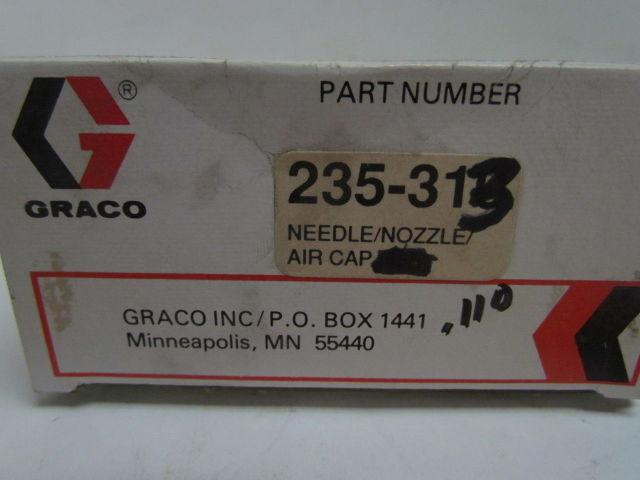 ®
PART NUMBER
GRACO
235-313
NEEDLE/NOZZLE/
AIR CAP
GRACO INC/P.O. BOX 1441
.110
Minneapolis, MN 55440